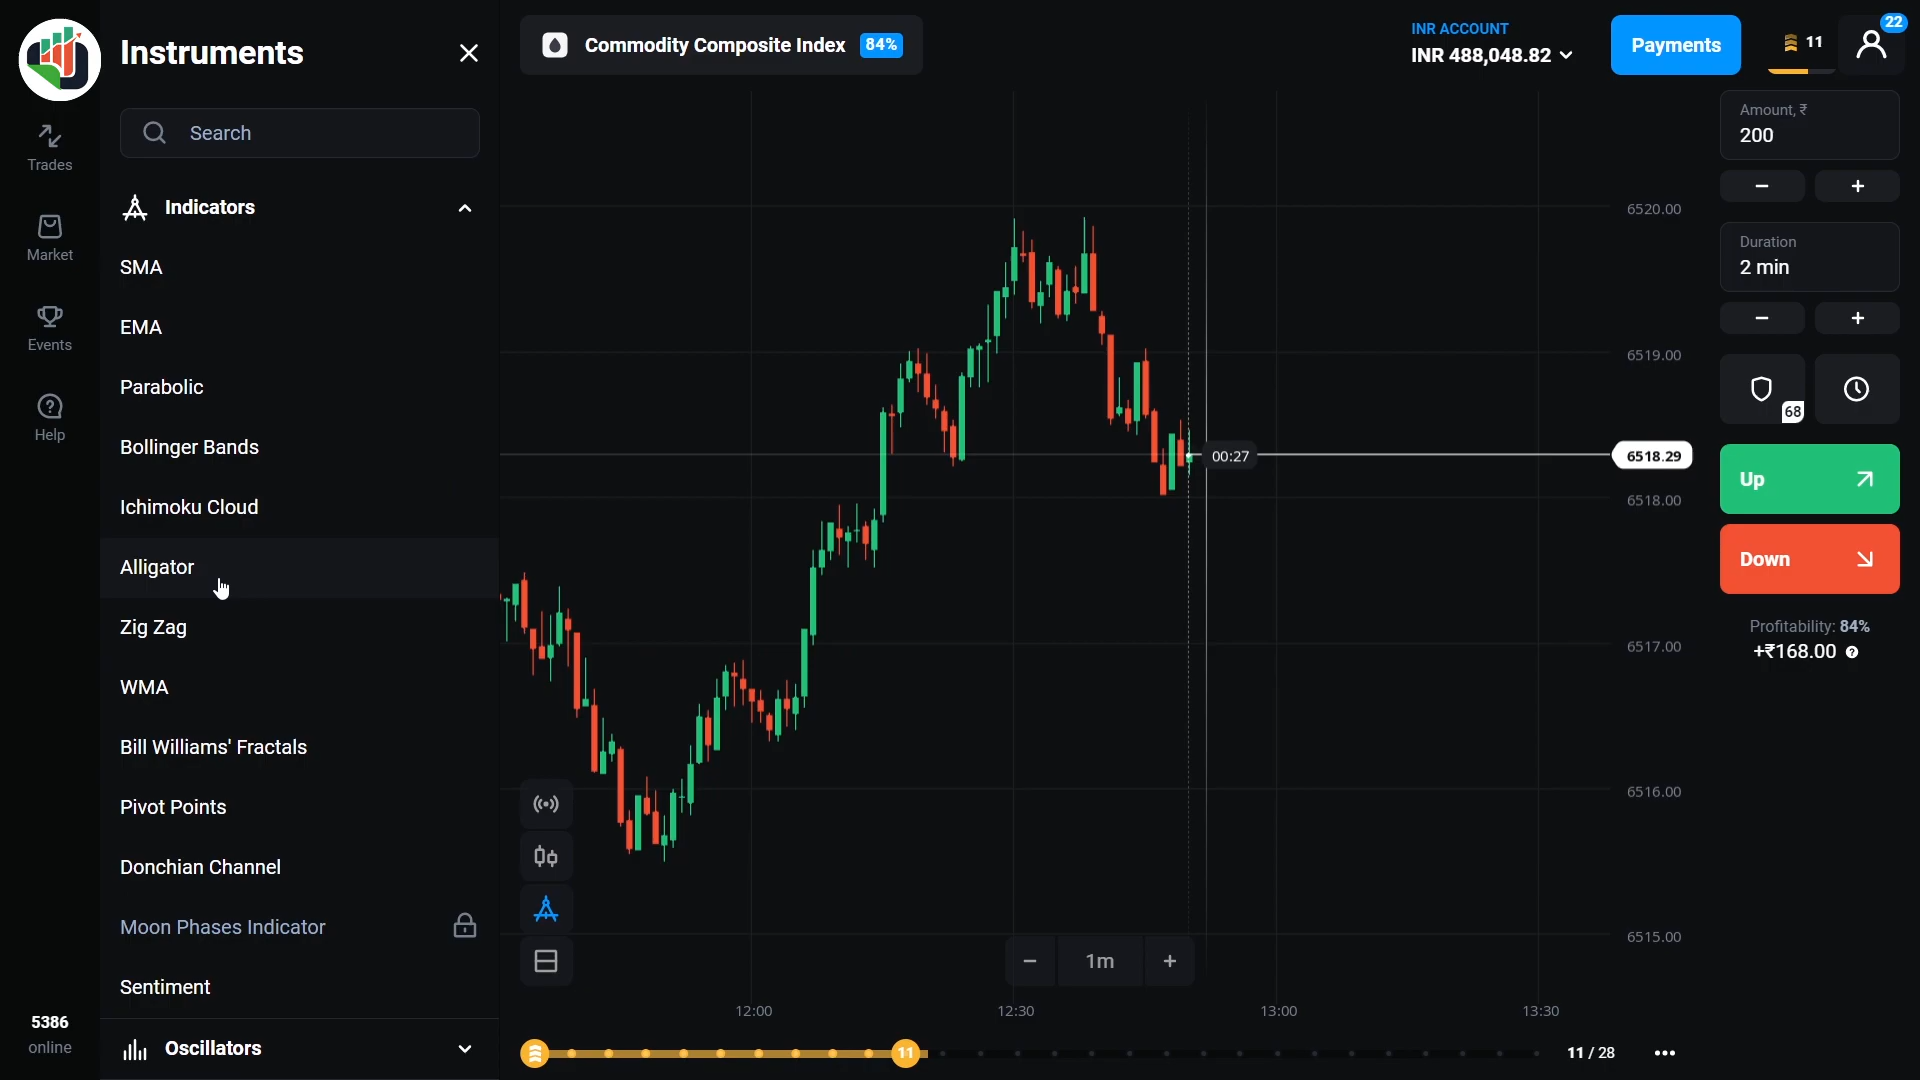 Instruments
Commodity Composite Index 84%
INR ACCOUNT
INR 488,048.82
Payments
11
22
Search
Trades
Market
Events
Help
5386
online
Indicators
SMA
EMA
Parabolic
Bollinger Bands
Ichimoku Cloud
Alligator
Zig Zag
WMA
Bill Williams' Fractals
Pivot Points
Donchian Channel
Moon Phases Indicator
Sentiment
Oscillators
00:27
6520.00
6519.00
6518.29
6518.00
6517.00
6516.00
6515.00
− 1m +
12:00 12:30 13:00 13:30
11
11 / 28
Amount, ₹
200
− +
Duration
2 min
− +
68
Up
Down
Profitability: 84%
+₹168.00 ?